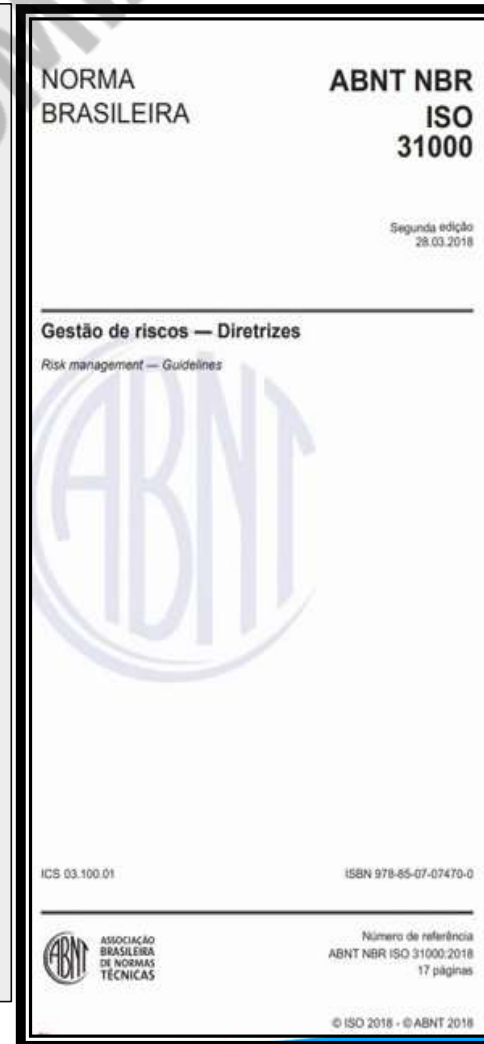 NORMA
BRASILEIRA
ABNT NBR
ISO
31000
Segunda edição
28.03.2018
Gestão de riscos — Diretrizes
Risk management — Guidelines
ABNT
ICS 03.100.01
ISBN 978-85-07-07470-0
ABNT
ASSOCIAÇÃO
BRASILEIRA
DE NORMAS
TÉCNICAS
Número de referência
ABNT NBR ISO 31000:2018
17 páginas
© ISO 2018 - © ABNT 2018